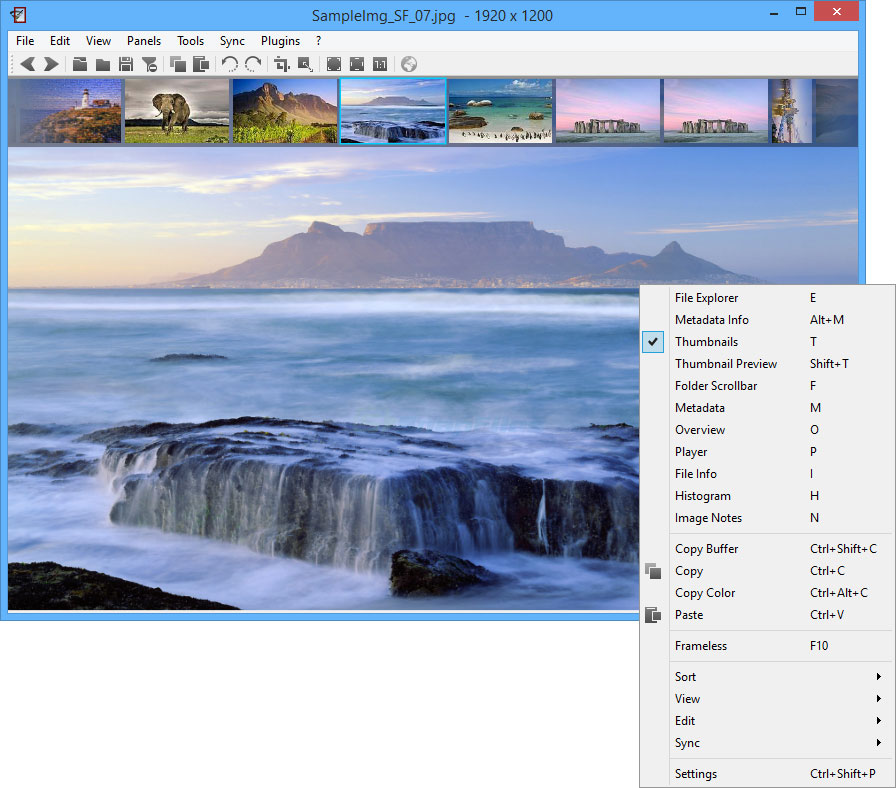 SampleImg_SF_07.jpg - 1920 x 1200
File Edit View Panels Tools Sync Plugins ?
1:1
File Explorer E
Metadata Info Alt+M
Thumbnails T
Thumbnail Preview Shift+T
Folder Scrollbar F
Metadata M
Overview O
Player P
File Info I
Histogram H
Image Notes N
Copy Buffer Ctrl+Shift+C
Copy Ctrl+C
Copy Color Ctrl+Alt+C
Paste Ctrl+V
Frameless F10
Sort
View
Edit
Sync
Settings Ctrl+Shift+P